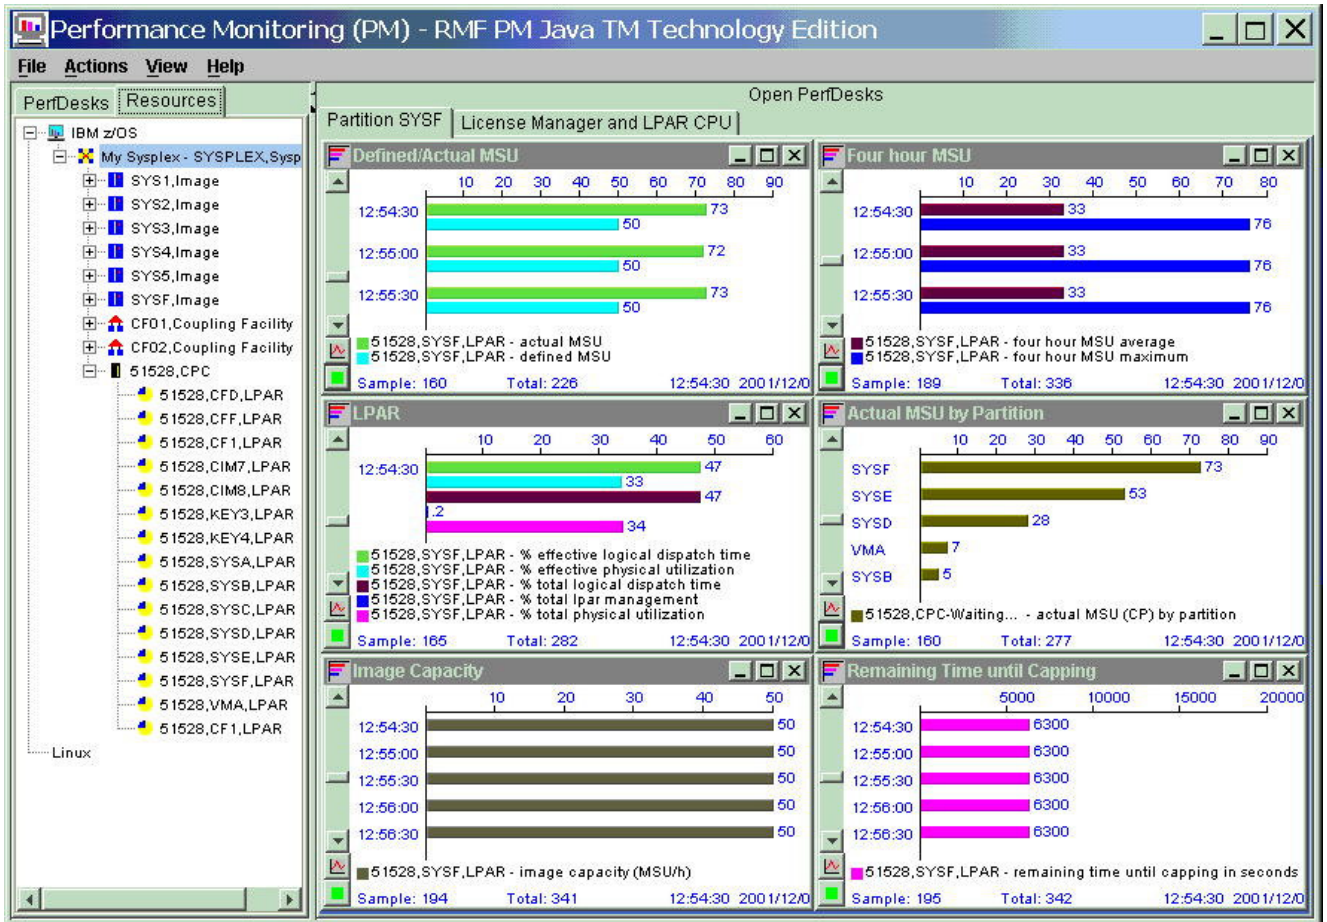 Performance Monitoring (PM) - RMF PM Java TM Technology Edition
File Actions View Help
PerfDesks Resources
IBM z/OS
My Sysplex - SYSPLEX,Sysp
SYS1,Image
SYS2,Image
SYS3,Image
SYS4,Image
SYS5,Image
SYSF,Image
CF01,Coupling Facility
CF02,Coupling Facility
51528,CPC
51528,CFD,LPAR
51528,CFF,LPAR
51528,CF1,LPAR
51528,CIM7,LPAR
51528,CIM8,LPAR
51528,KEY3,LPAR
51528,KEY4,LPAR
51528,SYSA,LPAR
51528,SYSB,LPAR
51528,SYSC,LPAR
51528,SYSD,LPAR
51528,SYSE,LPAR
51528,SYSF,LPAR
51528,VMA,LPAR
51528,CF1,LPAR
Linux
Open PerfDesks
Partition SYSF License Manager and LPAR CPU
Defined/Actual MSU
10 20 30 40 50 60 70 80 90
12:54:30 73
50
12:55:00 72
50
12:55:30 73
50
51528,SYSF,LPAR - actual MSU
51528,SYSF,LPAR - defined MSU
Sample: 160 Total: 226 12:54:30 2001/12/0
Four hour MSU
10 20 30 40 50 60 70 80
12:54:30 33
76
12:55:00 33
76
12:55:30 33
76
51528,SYSF,LPAR - four hour MSU average
51528,SYSF,LPAR - four hour MSU maximum
Sample: 189 Total: 336 12:54:30 2001/12/0
LPAR
10 20 30 40 50 60
12:54:30 47
33
47
.2
34
51528,SYSF,LPAR - % effective logical dispatch time
51528,SYSF,LPAR - % effective physical utilization
51528,SYSF,LPAR - % total logical dispatch time
51528,SYSF,LPAR - % total lpar management
51528,SYSF,LPAR - % total physical utilization
Sample: 165 Total: 282 12:54:30 2001/12/0
Actual MSU by Partition
10 20 30 40 50 60 70 80 90
SYSF 73
SYSE 53
SYSD 28
VMA 7
SYSB 5
51528,CPC-Waiting... - actual MSU (CP) by partition
Sample: 160 Total: 277 12:54:30 2001/12/0
Image Capacity
10 20 30 40 50
12:54:30 50
12:55:00 50
12:55:30 50
12:56:00 50
12:56:30 50
51528,SYSF,LPAR - image capacity (MSU/h)
Sample: 194 Total: 341 12:54:30 2001/12/0
Remaining Time until Capping
5000 10000 15000 20000
12:54:30 6300
12:55:00 6300
12:55:30 6300
12:56:00 6300
12:56:30 6300
51528,SYSF,LPAR - remaining time until capping in seconds
Sample: 195 Total: 342 12:54:30 2001/12/0